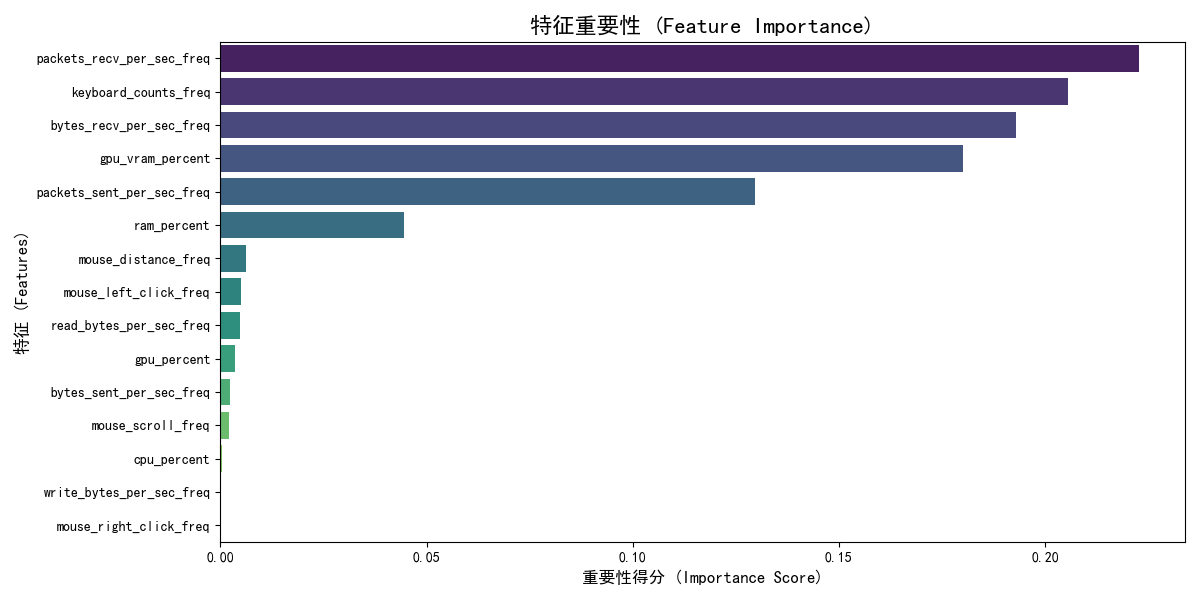 特征重要性 (Feature Importance)
packets_recv_per_sec_freq
keyboard_counts_freq
bytes_recv_per_sec_freq
gpu_vram_percent
packets_sent_per_sec_freq
ram_percent
mouse_distance_freq
mouse_left_click_freq
read_bytes_per_sec_freq
gpu_percent
bytes_sent_per_sec_freq
mouse_scroll_freq
cpu_percent
write_bytes_per_sec_freq
mouse_right_click_freq
特征 (Features)
0.00 0.05 0.10 0.15 0.20
重要性得分 (Importance Score)